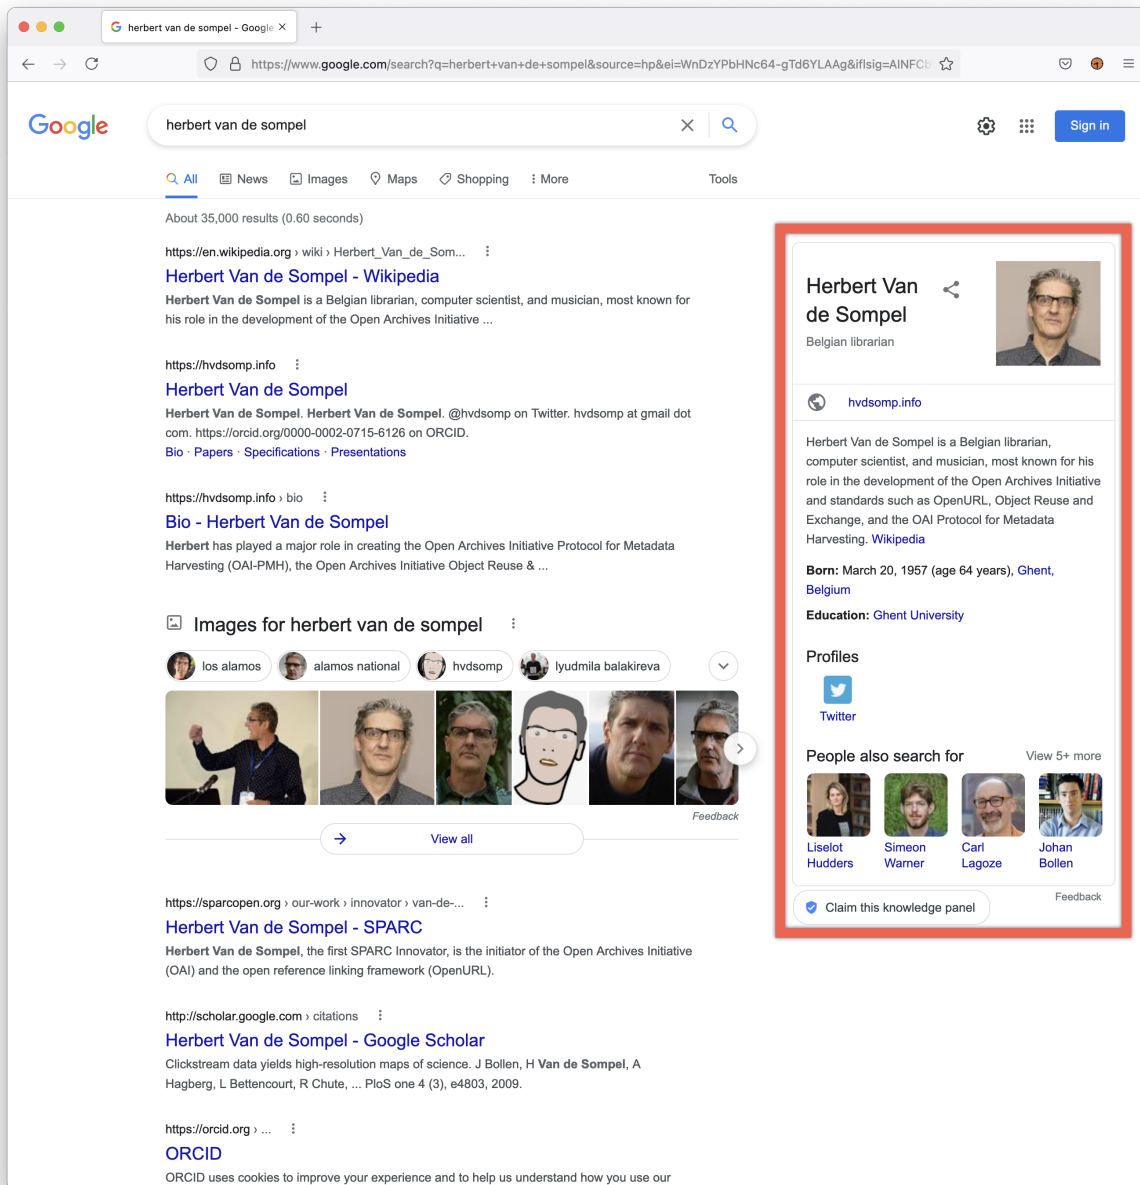 herbert van de sompel - Google
https://www.google.com/search?q=herbert+van+de+sompel&source=hp&ei=WnDzYPbHNc64-gTd6YLAAg&iflsig=AINFCb
Google
herbert van de sompel
Sign in
All News Images Maps Shopping More Tools
About 35,000 results (0.60 seconds)
https://en.wikipedia.org › wiki › Herbert_Van_de_Som...
Herbert Van de Sompel - Wikipedia
Herbert Van de Sompel is a Belgian librarian, computer scientist, and musician, most known for
his role in the development of the Open Archives Initiative ...
https://hvdsomp.info
Herbert Van de Sompel
Herbert Van de Sompel. Herbert Van de Sompel. @hvdsomp on Twitter. hvdsomp at gmail dot
com. https://orcid.org/0000-0002-0715-6126 on ORCID.
Bio · Papers · Specifications · Presentations
https://hvdsomp.info › bio
Bio - Herbert Van de Sompel
Herbert has played a major role in creating the Open Archives Initiative Protocol for Metadata
Harvesting (OAI-PMH), the Open Archives Initiative Object Reuse & ...
Images for herbert van de sompel
los alamos alamos national hvdsomp lyudmila balakireva
Feedback
View all
https://sparcopen.org › our-work › innovator › van-de-...
Herbert Van de Sompel - SPARC
Herbert Van de Sompel, the first SPARC Innovator, is the initiator of the Open Archives Initiative
(OAI) and the open reference linking framework (OpenURL).
http://scholar.google.com › citations
Herbert Van de Sompel - Google Scholar
Clickstream data yields high-resolution maps of science. J Bollen, H Van de Sompel, A
Hagberg, L Bettencourt, R Chute, ... PloS one 4 (3), e4803, 2009.
https://orcid.org › ...
ORCID
ORCID uses cookies to improve your experience and to help us understand how you use our
Herbert Van
de Sompel
Belgian librarian
hvdsomp.info
Herbert Van de Sompel is a Belgian librarian,
computer scientist, and musician, most known for his
role in the development of the Open Archives Initiative
and standards such as OpenURL, Object Reuse and
Exchange, and the OAI Protocol for Metadata
Harvesting. Wikipedia
Born: March 20, 1957 (age 64 years), Ghent,
Belgium
Education: Ghent University
Profiles
Twitter
People also search for View 5+ more
Liselot Simeon Carl Johan
Hudders Warner Lagoze Bollen
Feedback
Claim this knowledge panel